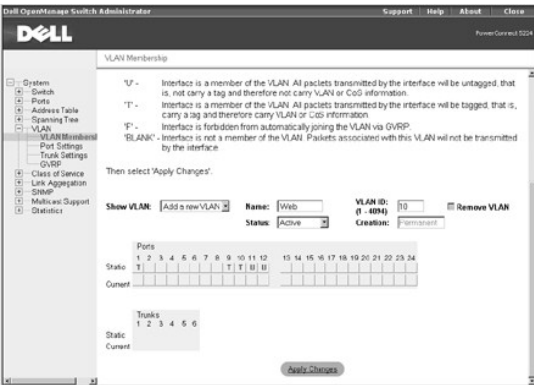 Dell OpenManage Switch Administrator Support Help About Close
DELL
PowerConnect 5224
VLAN Membership
System
Switch
Ports
Address Table
Spanning Tree
VLAN
VLAN Membersh
Port Settings
Trunk Settings
GVRP
Class of Service
Link Aggregation
SNMP
Multicast Support
Statistics
'U' - Interface is a member of the VLAN. All packets transmitted by the interface will be untagged, that
is, not carry a tag and therefore not carry VLAN or CoS information.
'T' - Interface is a member of the VLAN. All packets transmitted by the interface will be tagged, that is,
carry a tag and therefore carry VLAN or CoS information.
'F' - Interface is forbidden from automatically joining the VLAN via GVRP.
'BLANK' - Interface is not a member of the VLAN. Packets associated with this VLAN will not be transmitted
by the interface
Then select 'Apply Changes'.
Show VLAN: Add a new VLAN Name: Web VLAN ID: 10 Remove VLAN
(1 - 4094)
Status: Active Creation: Permanent
Ports
1 2 3 4 5 6 7 8 9 10 11 12 13 14 15 16 17 18 19 20 21 22 23 24
Static T T T U U
Current
Trunks
1 2 3 4 5 6
Static
Current
Apply Changes